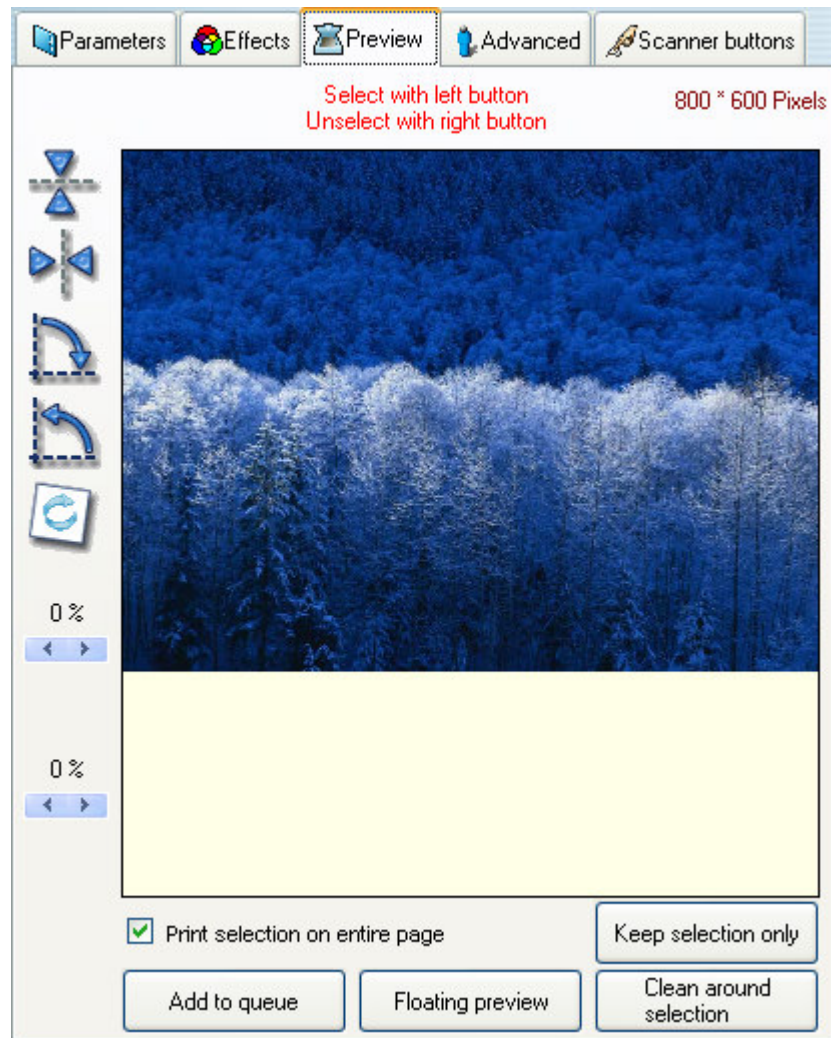 Parameters Effects Preview Advanced Scanner buttons
Select with left button 800 * 600 Pixels
Unselect with right button
0 %
0 %
Print selection on entire page Keep selection only
Add to queue Floating preview Clean around
selection